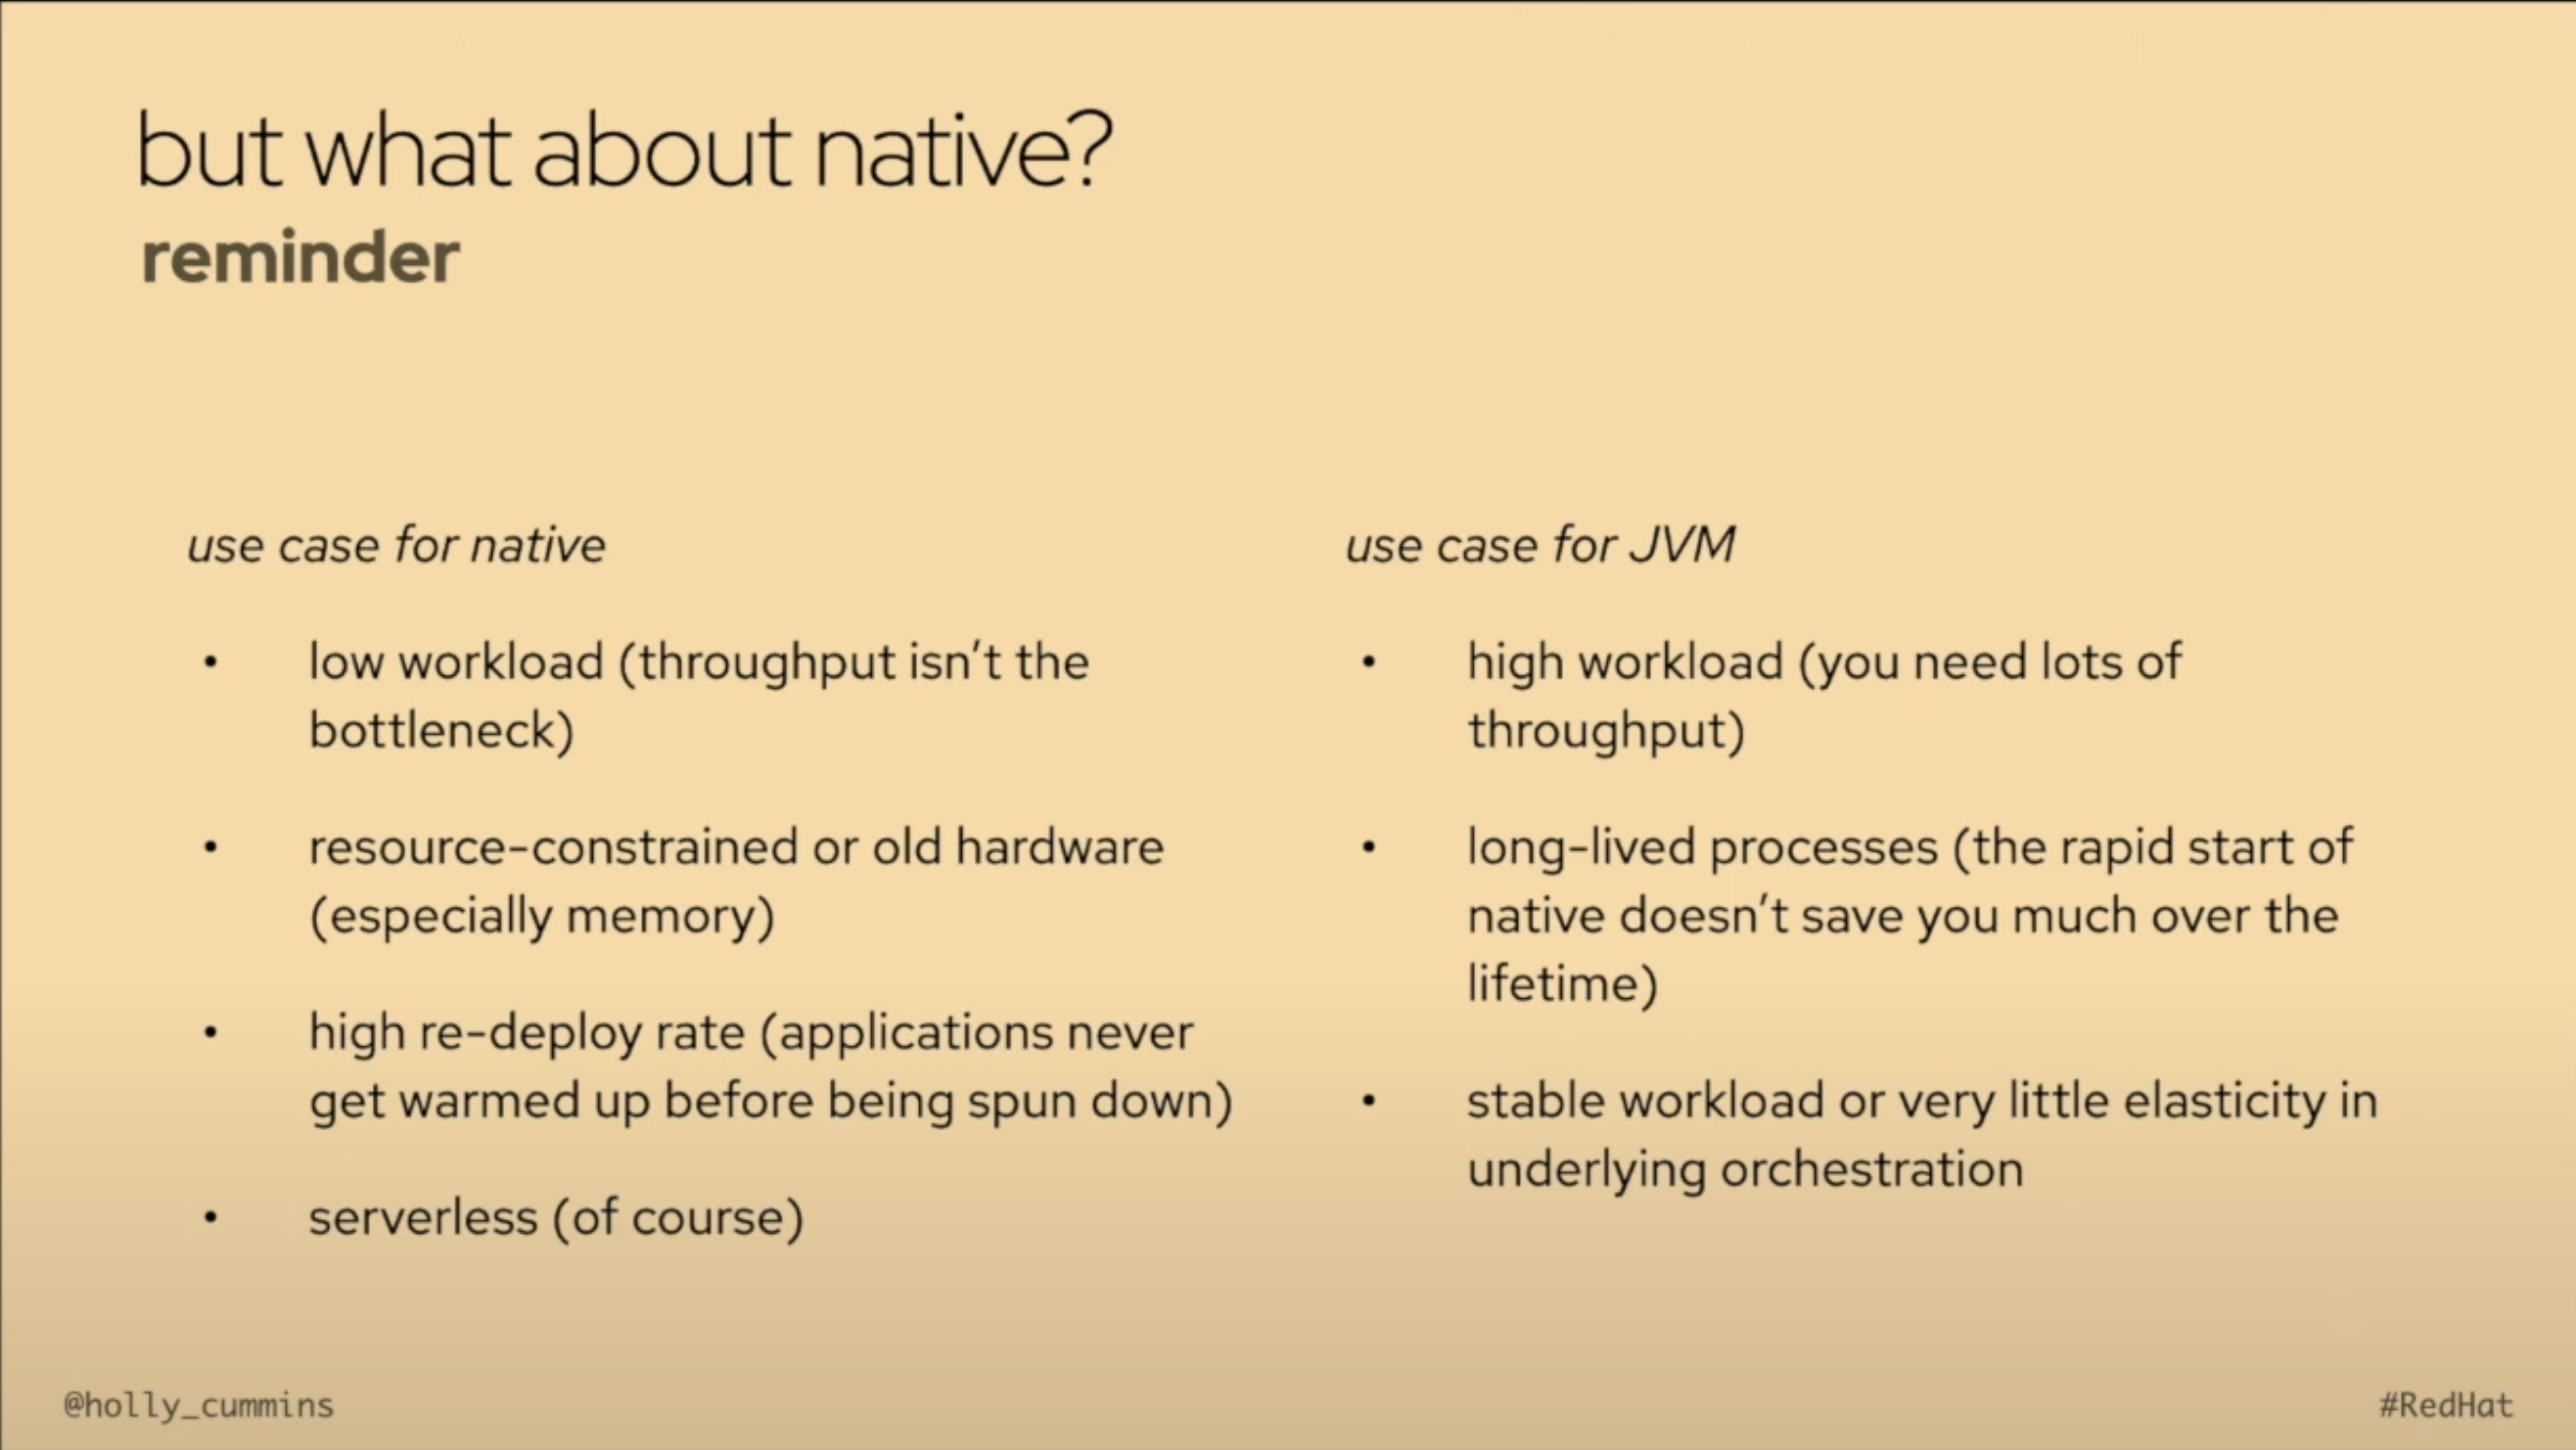 but what about native?
reminder
use case for native
• low workload (throughput isn’t the
bottleneck)
• resource-constrained or old hardware
(especially memory)
• high re-deploy rate (applications never
get warmed up before being spun down)
• serverless (of course)
use case for JVM
• high workload (you need lots of
throughput)
• long-lived processes (the rapid start of
native doesn’t save you much over the
lifetime)
• stable workload or very little elasticity in
underlying orchestration
@holly_cummins
#RedHat